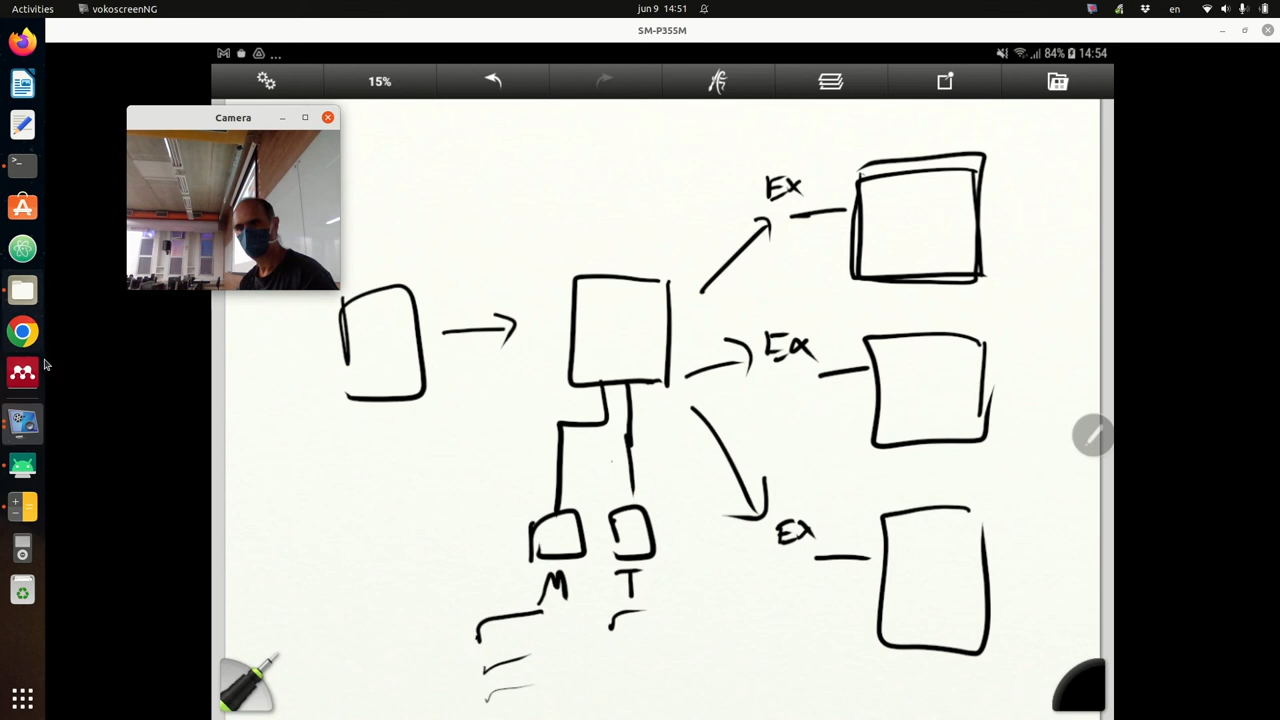 Activities vokoscreenNG jun 9 14:51 en
SM-P355M
... 84% 14:54
15%
Camera
Ex
Ex
Ex
M T